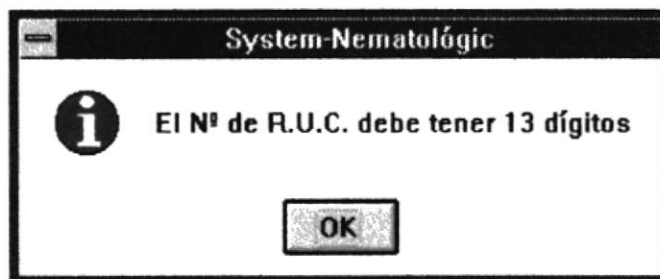 System-Nematológic
El Nº de R.U.C. debe tener 13 dígitos
OK